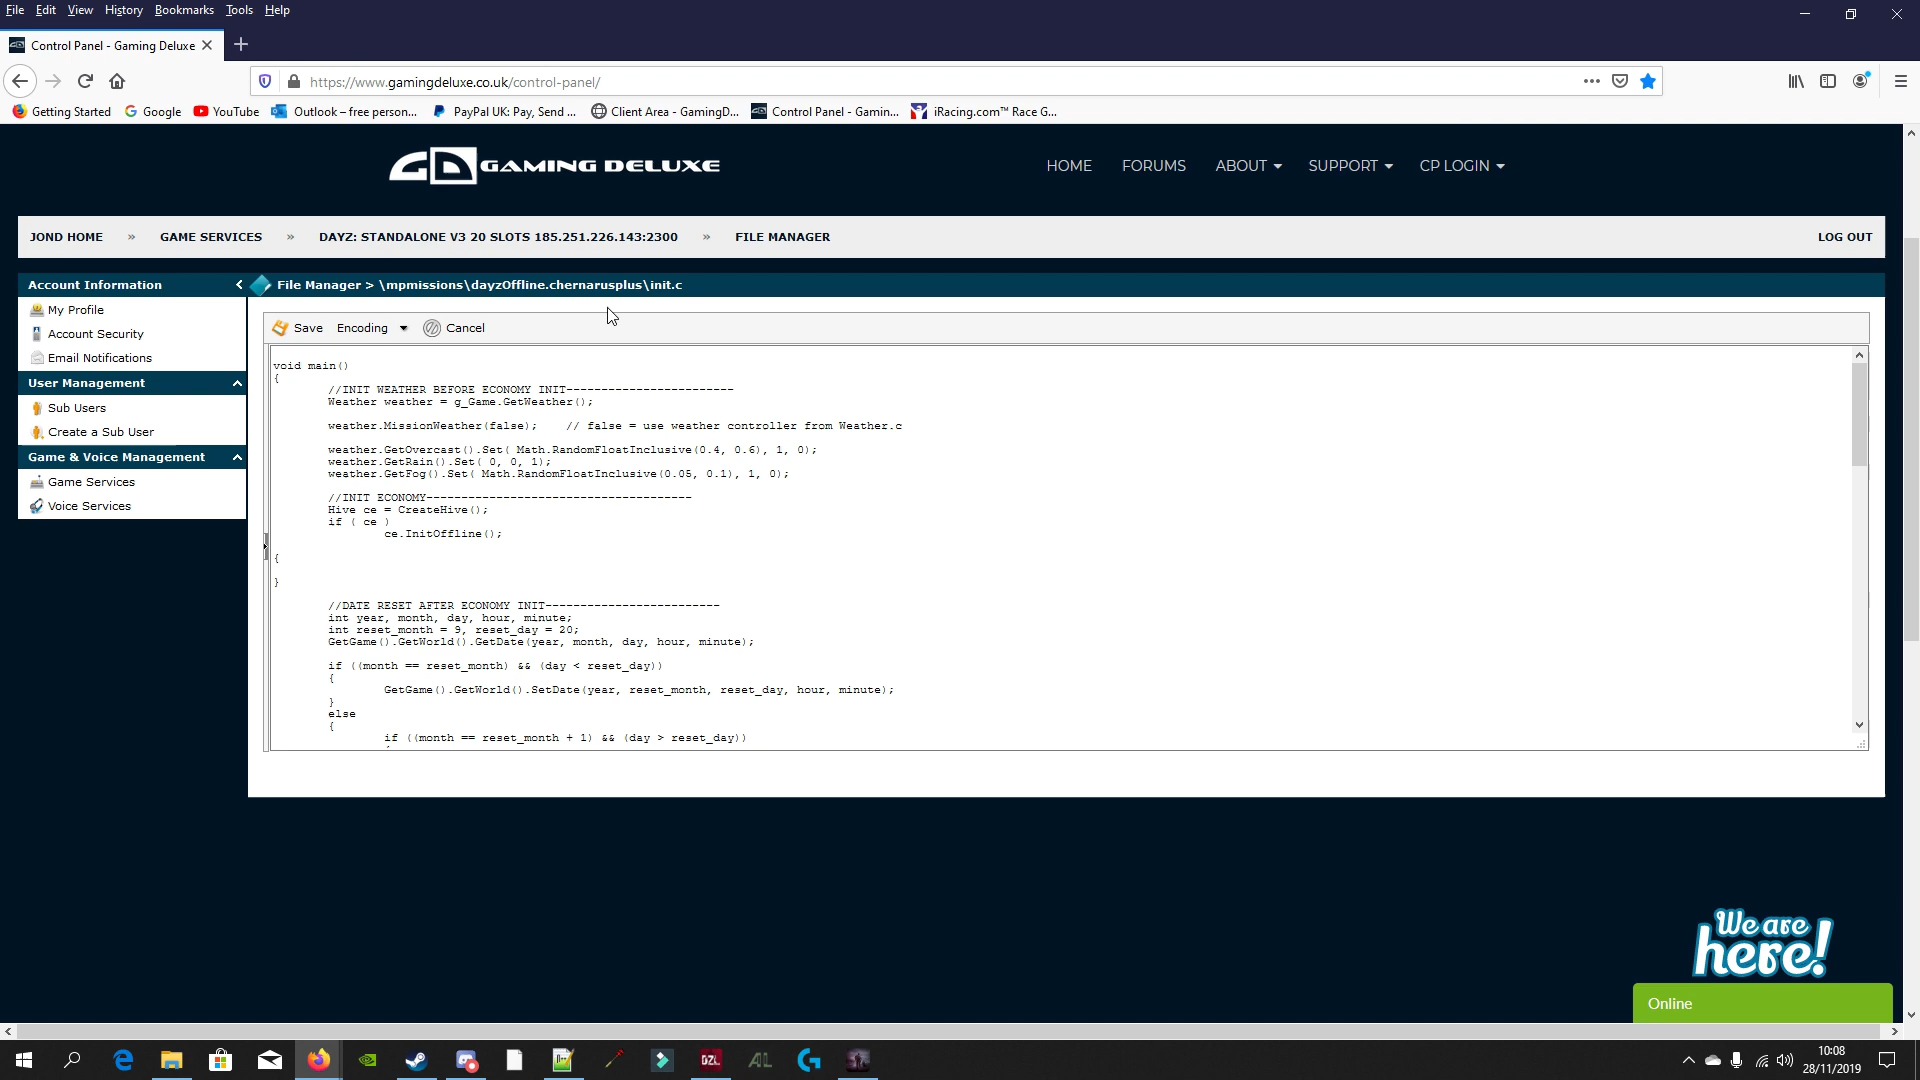 File Edit View History Bookmarks Tools Help
Control Panel - Gaming Deluxe
https://www.gamingdeluxe.co.uk/control-panel/
Getting Started Google YouTube Outlook – free person... PayPal UK: Pay, Send ... Client Area - GamingD... Control Panel - Gamin... iRacing.com™ Race G...
GD GAMING DELUXE
HOME FORUMS ABOUT SUPPORT CP LOGIN
JOND HOME » GAME SERVICES » DAYZ: STANDALONE V3 20 SLOTS 185.251.226.143:2300 » FILE MANAGER LOG OUT
Account Information
My Profile
Account Security
Email Notifications
User Management
Sub Users
Create a Sub User
Game & Voice Management
Game Services
Voice Services
File Manager > \mpmissions\dayzOffline.chernarusplus\init.c
Save Encoding Cancel
void main()
{
//INIT WEATHER BEFORE ECONOMY INIT------------------------
Weather weather = g_Game.GetWeather();
weather.MissionWeather(false);    // false = use weather controller from Weather.c
weather.GetOvercast().Set( Math.RandomFloatInclusive(0.4, 0.6), 1, 0);
weather.GetRain().Set( 0, 0, 1);
weather.GetFog().Set( Math.RandomFloatInclusive(0.05, 0.1), 1, 0);
//INIT ECONOMY--------------------------------------
Hive ce = CreateHive();
if ( ce )
ce.InitOffline();
{
}
//DATE RESET AFTER ECONOMY INIT-------------------------
int year, month, day, hour, minute;
int reset_month = 9, reset_day = 20;
GetGame().GetWorld().GetDate(year, month, day, hour, minute);
if ((month == reset_month) && (day < reset_day))
{
GetGame().GetWorld().SetDate(year, reset_month, reset_day, hour, minute);
}
else
{
if ((month == reset_month + 1) && (day > reset_day))
We are
here!
Online
DZL
AL
10:08
28/11/2019